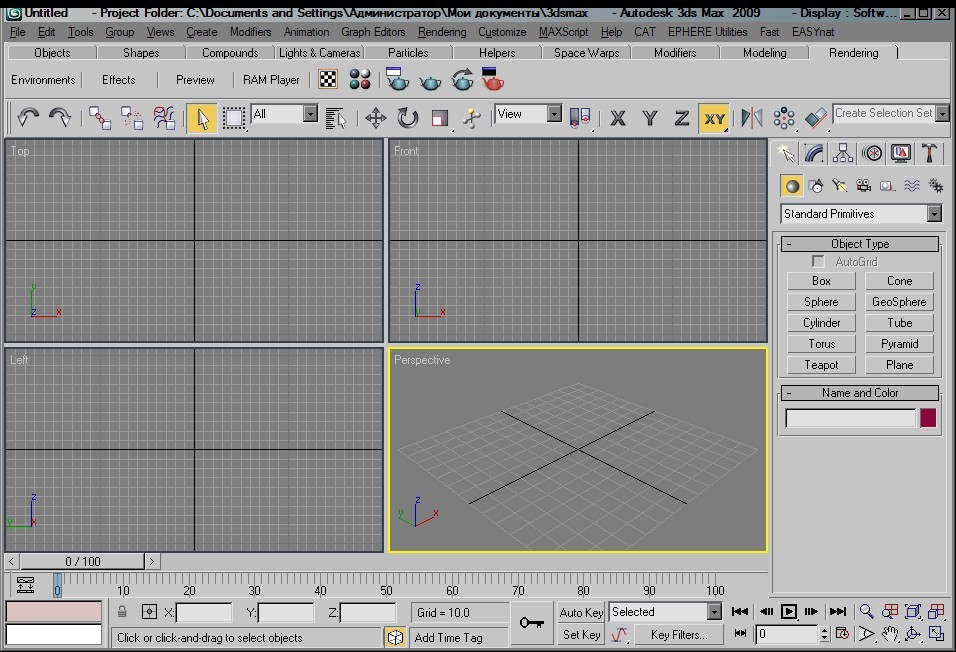 Untitled - Project Folder: C:\Documents and Settings\Администратор\Мои документы\3dsmax - Autodesk 3ds Max 2009 - Display : Softw...
File Edit Tools Group Views Create Modifiers Animation Graph Editors Rendering Customize MAXScript Help CAT EPHERE Utilities Fast EASYnat
Objects Shapes Compounds Lights & Cameras Particles Helpers Space Warps Modifiers Modeling Rendering
Environments Effects Preview RAM Player
All View X Y Z XY Create Selection Set
Top Front
Standard Primitives
- Object Type
AutoGrid
Box Cone
Sphere GeoSphere
Cylinder Tube
Torus Pyramid
Teapot Plane
y z x
z y x
Left Perspective
- Name and Color
z y x
z y x
< 0 / 100 >
0 10 20 30 40 50 60 70 80 90 100
X: Y: Z: Grid = 10,0 Auto Key Selected
Click or click-and-drag to select objects Add Time Tag Set Key Key Filters... 0